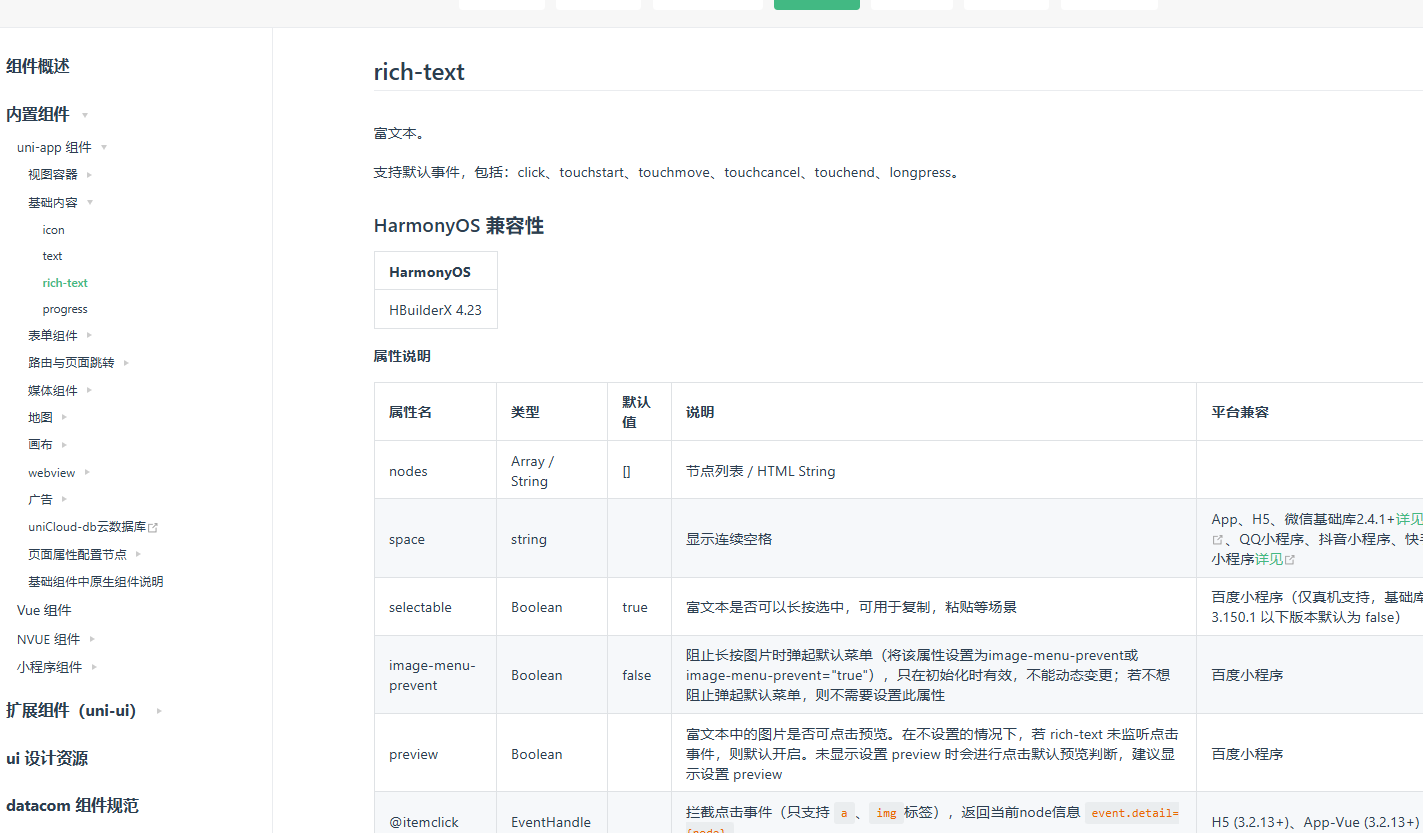 组件概述
内置组件
uni-app 组件
视图容器
基础内容
icon
text
rich-text
progress
表单组件
路由与页面跳转
媒体组件
地图
画布
webview
广告
uniCloud-db云数据库
页面属性配置节点
基础组件中原生组件说明
Vue 组件
NVUE 组件
小程序组件
扩展组件（uni-ui）
ui 设计资源
datacom 组件规范
rich-text
富文本。
支持默认事件，包括：click、touchstart、touchmove、touchcancel、touchend、longpress。
HarmonyOS 兼容性
HarmonyOS
HBuilderX 4.23
属性说明
属性名 类型 默认值 说明 平台兼容
nodes Array / String [] 节点列表 / HTML String
space string 显示连续空格 App、H5、微信基础库2.4.1+详见
、QQ小程序、抖音小程序、快手
小程序详见
selectable Boolean true 富文本是否可以长按选中，可用于复制，粘贴等场景 百度小程序（仅真机支持，基础库
3.150.1 以下版本默认为 false）
image-menu-prevent Boolean false 阻止长按图片时弹起默认菜单（将该属性设置为image-menu-prevent或
image-menu-prevent="true"），只在初始化时有效，不能动态变更；若不想
阻止弹起默认菜单，则不需要设置此属性 百度小程序
preview Boolean 富文本中的图片是否可点击预览。在不设置的情况下，若 rich-text 未监听点击
事件，则默认开启。未显示设置 preview 时会进行点击默认预览判断，建议显
示设置 preview 百度小程序
@itemclick EventHandle 拦截点击事件（只支持 a 、 img 标签），返回当前node信息 event.detail=
{node} H5 (3.2.13+)、App-Vue (3.2.13+)